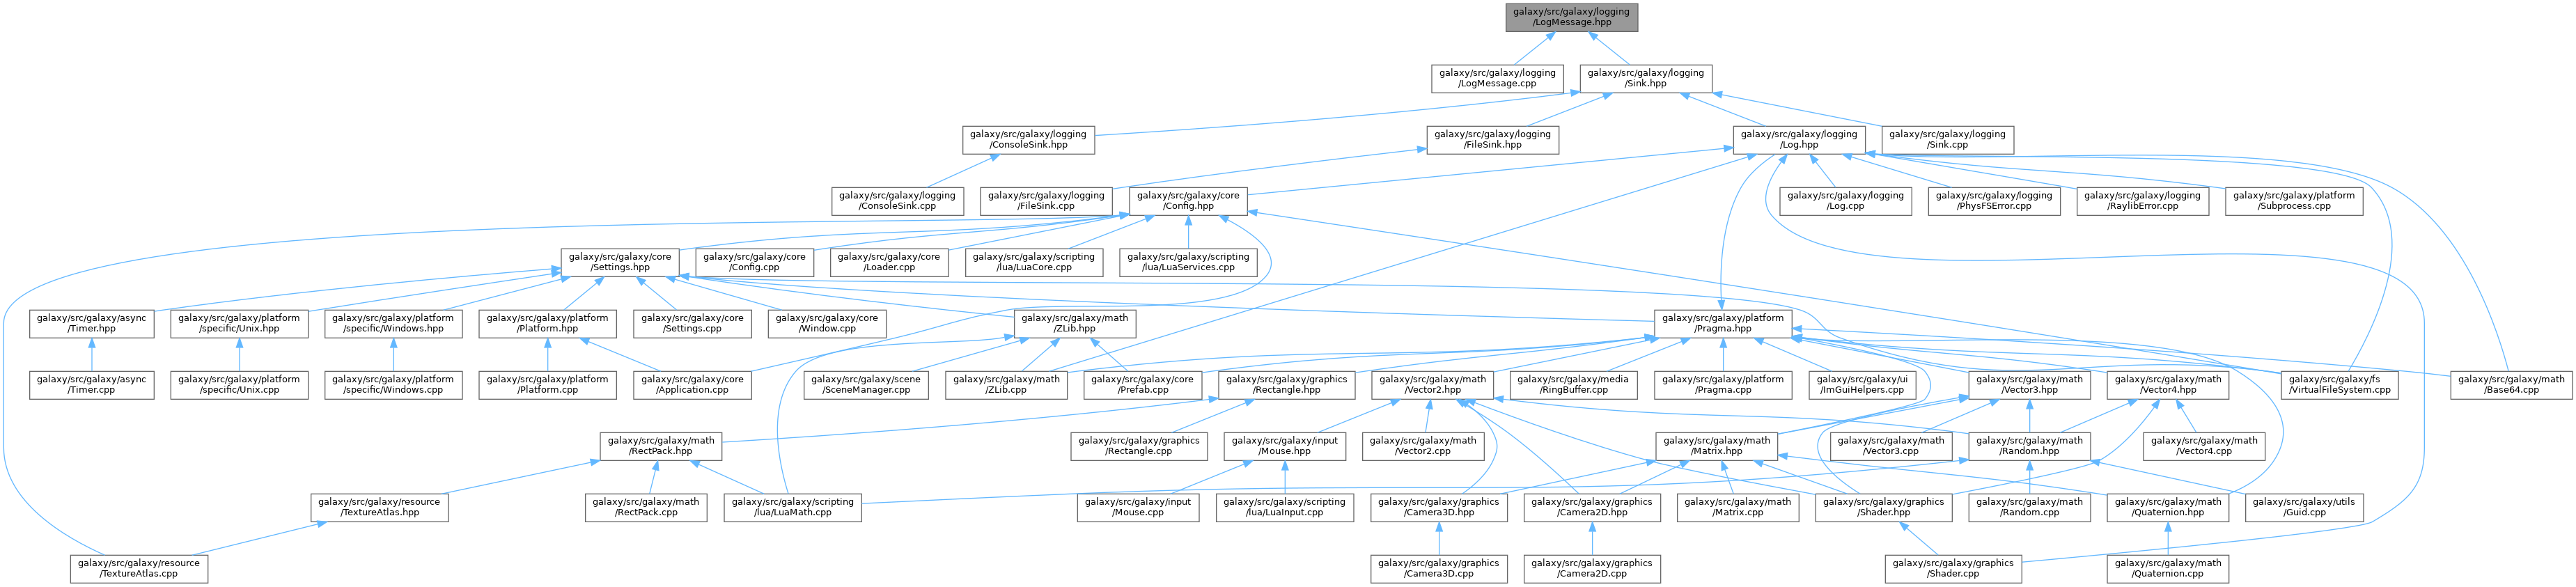 galaxy/src/galaxy/logging
/LogMessage.hpp
galaxy/src/galaxy/logging
/LogMessage.cpp
galaxy/src/galaxy/logging
/Sink.hpp
galaxy/src/galaxy/logging
/ConsoleSink.hpp
galaxy/src/galaxy/logging
/FileSink.hpp
galaxy/src/galaxy/logging
/Log.hpp
galaxy/src/galaxy/logging
/Sink.cpp
galaxy/src/galaxy/logging
/ConsoleSink.cpp
galaxy/src/galaxy/logging
/FileSink.cpp
galaxy/src/galaxy/core
/Config.hpp
galaxy/src/galaxy/logging
/Log.cpp
galaxy/src/galaxy/logging
/PhysFSError.cpp
galaxy/src/galaxy/logging
/RaylibError.cpp
galaxy/src/galaxy/platform
/Subprocess.cpp
galaxy/src/galaxy/core
/Settings.hpp
galaxy/src/galaxy/core
/Config.cpp
galaxy/src/galaxy/core
/Loader.cpp
galaxy/src/galaxy/scripting
/lua/LuaCore.cpp
galaxy/src/galaxy/scripting
/lua/LuaServices.cpp
galaxy/src/galaxy/async
/Timer.hpp
galaxy/src/galaxy/platform
/specific/Unix.hpp
galaxy/src/galaxy/platform
/specific/Windows.hpp
galaxy/src/galaxy/platform
/Platform.hpp
galaxy/src/galaxy/core
/Settings.cpp
galaxy/src/galaxy/core
/Window.cpp
galaxy/src/galaxy/math
/ZLib.hpp
galaxy/src/galaxy/platform
/Pragma.hpp
galaxy/src/galaxy/async
/Timer.cpp
galaxy/src/galaxy/platform
/specific/Unix.cpp
galaxy/src/galaxy/platform
/specific/Windows.cpp
galaxy/src/galaxy/platform
/Platform.cpp
galaxy/src/galaxy/core
/Application.cpp
galaxy/src/galaxy/scene
/SceneManager.cpp
galaxy/src/galaxy/math
/ZLib.cpp
galaxy/src/galaxy/core
/Prefab.cpp
galaxy/src/galaxy/graphics
/Rectangle.hpp
galaxy/src/galaxy/math
/Vector2.hpp
galaxy/src/galaxy/media
/RingBuffer.cpp
galaxy/src/galaxy/platform
/Pragma.cpp
galaxy/src/galaxy/ui
/ImGuiHelpers.cpp
galaxy/src/galaxy/math
/Vector3.hpp
galaxy/src/galaxy/math
/Vector4.hpp
galaxy/src/galaxy/fs
/VirtualFileSystem.cpp
galaxy/src/galaxy/math
/Base64.cpp
galaxy/src/galaxy/math
/RectPack.hpp
galaxy/src/galaxy/graphics
/Rectangle.cpp
galaxy/src/galaxy/input
/Mouse.hpp
galaxy/src/galaxy/math
/Vector2.cpp
galaxy/src/galaxy/math
/Matrix.hpp
galaxy/src/galaxy/math
/Vector3.cpp
galaxy/src/galaxy/math
/Random.hpp
galaxy/src/galaxy/math
/Vector4.cpp
galaxy/src/galaxy/resource
/TextureAtlas.hpp
galaxy/src/galaxy/math
/RectPack.cpp
galaxy/src/galaxy/scripting
/lua/LuaMath.cpp
galaxy/src/galaxy/input
/Mouse.cpp
galaxy/src/galaxy/scripting
/lua/LuaInput.cpp
galaxy/src/galaxy/graphics
/Camera3D.hpp
galaxy/src/galaxy/graphics
/Camera2D.hpp
galaxy/src/galaxy/math
/Matrix.cpp
galaxy/src/galaxy/graphics
/Shader.hpp
galaxy/src/galaxy/math
/Random.cpp
galaxy/src/galaxy/math
/Quaternion.hpp
galaxy/src/galaxy/utils
/Guid.cpp
galaxy/src/galaxy/resource
/TextureAtlas.cpp
galaxy/src/galaxy/graphics
/Camera3D.cpp
galaxy/src/galaxy/graphics
/Camera2D.cpp
galaxy/src/galaxy/graphics
/Shader.cpp
galaxy/src/galaxy/math
/Quaternion.cpp